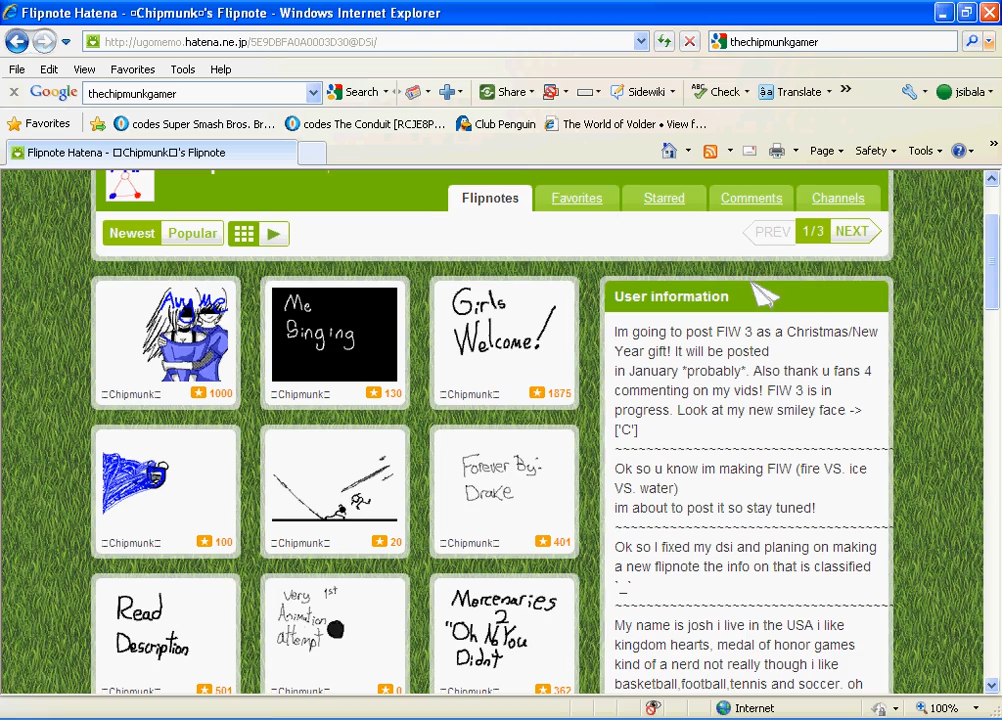 Flipnote Hatena - ¤Chipmunk¤'s Flipnote - Windows Internet Explorer
http://ugomemo.hatena.ne.jp/5E9DBFA0A0003D30@DSi/
thechipmunkgamer
File Edit View Favorites Tools Help
x Google thechipmunkgamer Search Share Sidewiki ABC Check Translate » jsibala
Favorites codes Super Smash Bros. Br... codes The Conduit [RCJE8P... Club Penguin The World of Volder • View f...
Flipnote Hatena - □Chipmunk□'s Flipnote
Page Safety Tools »
Flipnotes Favorites Starred Comments Channels
Newest Popular
PREV 1/3 NEXT
Me
Singing
Girls
Welcome!
□Chipmunk□ 1000
□Chipmunk□ 130
□Chipmunk□ 1875
Forever By:
Drake
□Chipmunk□ 100
□Chipmunk□ 20
□Chipmunk□ 401
Read
Description
Very 1st
Animation
attempt
Mercenaries
2
"Oh No You
Didnt
501
0
362
User information
Im going to post FIW 3 as a Christmas/New
Year gift! It will be posted
in January *probably*. Also thank u fans 4
commenting on my vids! FIW 3 is in
progress. Look at my new smiley face ->
['C']
~~~~~~~~~~~~~~~~~~~~~~~~~~~~~~~~~~
Ok so u know im making FIW (fire VS. ice
VS. water)
im about to post it so stay tuned!
~~~~~~~~~~~~~~~~~~~~~~~~~~~~~~~~~~
Ok so I fixed my dsi and planing on making
a new flipnote the info on that is classified
`_`
~~~~~~~~~~~~~~~~~~~~~~~~~~~~~~~~~~
My name is josh i live in the USA i like
kingdom hearts, medal of honor games
kind of a nerd not really though i like
basketball,football,tennis and soccer. oh
Internet 100%